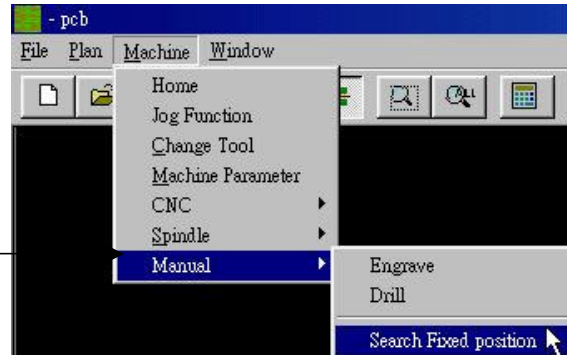 - pcb
File Plan Machine Window
Home
Jog Function
Change Tool
Machine Parameter
CNC
Spindle
Manual
Engrave
Drill
Search Fixed position